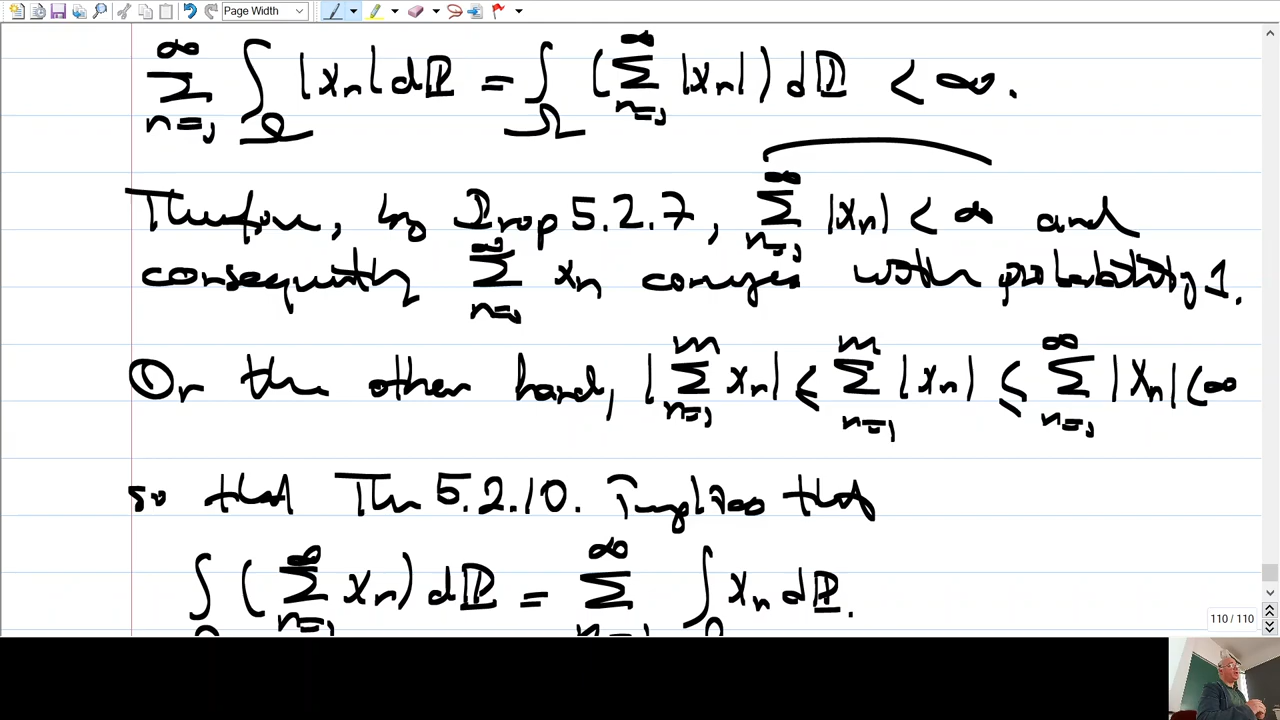 Page Width
∑_{n=1}^∞ ∫_Ω |X_n| dℙ = ∫_Ω (∑_{n=1}^∞ |X_n|) dℙ < ∞.
Therefore, by Prop 5.2.7, ∑_{n=1}^∞ |X_n| < ∞ and
consequently ∑_{n=1}^∞ X_n converges with probability 1.
On the other hand, |∑_{n=1}^m X_n| ≤ ∑_{n=1}^m |X_n| ≤ ∑_{n=1}^∞ |X_n| < ∞
so that Thm 5.2.10. Implies that
∫_Ω (∑_{n=1}^∞ X_n) dℙ = ∑_{n=1}^∞ ∫_Ω X_n dℙ.
110 / 110